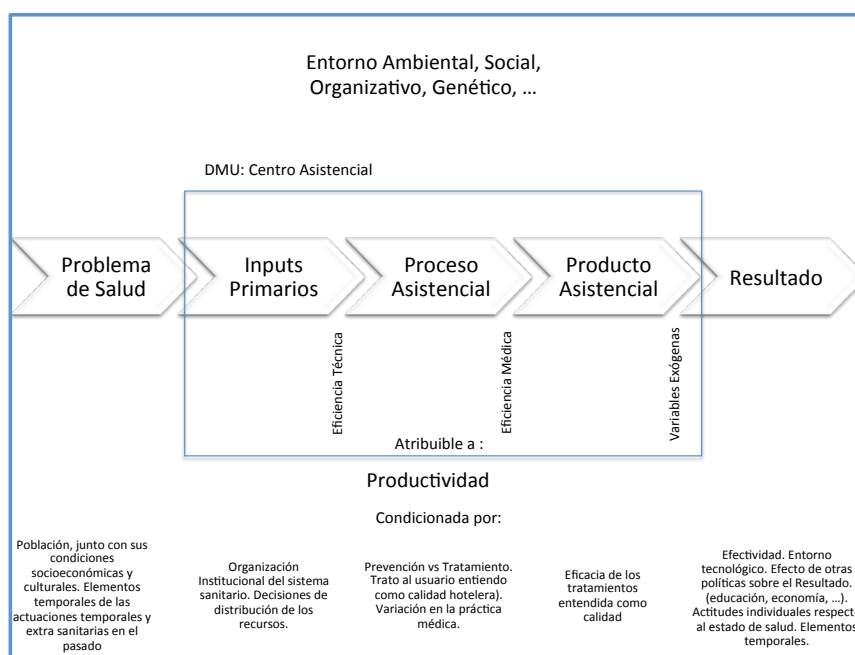 Entorno Ambiental, Social,
Organizativo, Genético, ...
DMU: Centro Asistencial
Problema
de Salud
Inputs
Primarios
Proceso
Asistencial
Producto
Asistencial
Resultado
Eficiencia Técnica
Eficiencia Médica
Variables Exógenas
Atribuible a :
Productividad
Condicionada por:
Población, junto con sus
condiciones
socioeconómicas y
culturales. Elementos
temporales de las
actuaciones temporales y
extra sanitarias en el
pasado
Organización
Institucional del sistema
sanitario. Decisiones de
distribución de los
recursos.
Prevención vs Tratamiento.
Trato al usuario entiendo
como calidad hotelera).
Variación en la práctica
médica.
Eficacia de los
tratamientos
entendida como
calidad
Efectividad. Entorno
tecnológico. Efecto de otras
políticas sobre el Resultado.
(educación, economía, ...).
Actitudes individuales respecto
al estado de salud. Elementos
temporales.